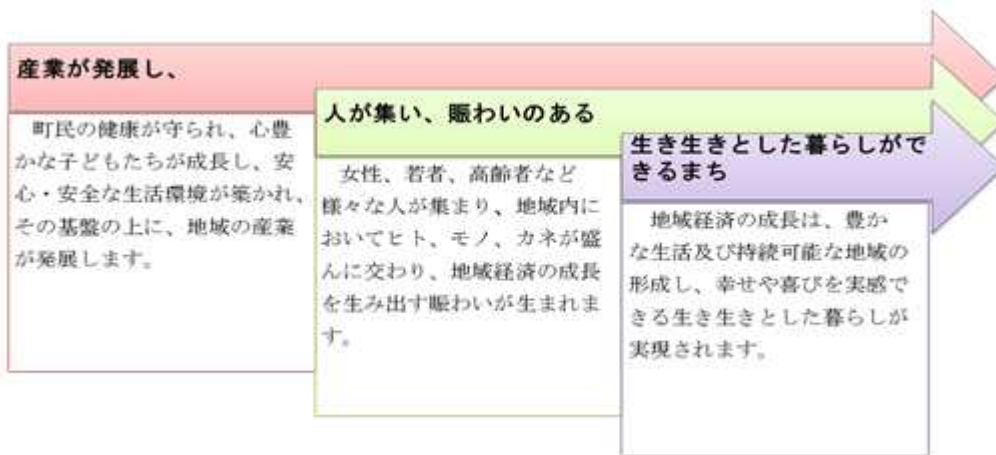 産業が発展し、
町民の健康が守られ、心豊
かな子どもたちが成長し、安
心・安全な生活環境が築かれ、
その基盤の上に、地域の産業
が発展します。
人が集い、賑わいのある
女性、若者、高齢者など
様々な人が集まり、地域内に
おいてヒト、モノ、カネが盛
んに交わり、地域経済の成長
を生み出す賑わいが生まれま
す。
生き生きとした暮らしがで
きるまち
地域経済の成長は、豊か
な生活及び持続可能な地域の
形成し、幸せや喜びを実感で
きる生き生きとした暮らしが
実現されます。